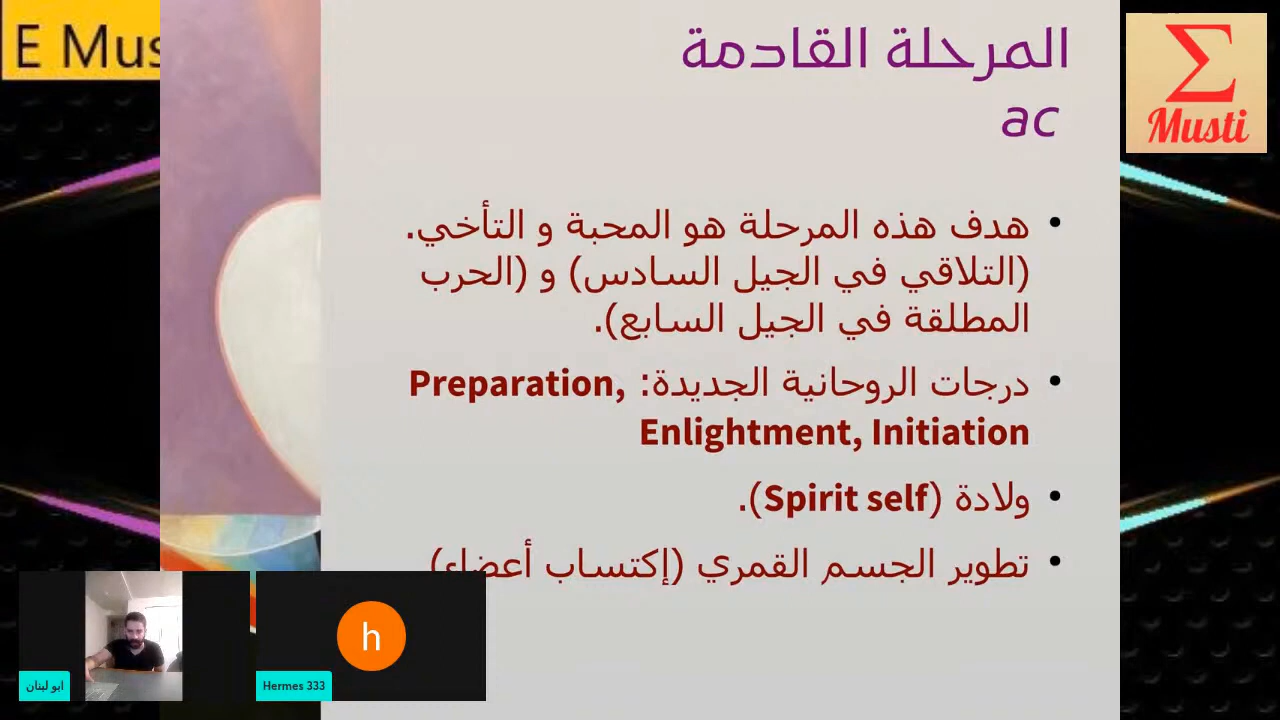 E Mus
Σ
Musti
المرحلة القادمة
ac
هدف هذه المرحلة هو المحبة و التأخي.
(التلاقي في الجيل السادس) و (الحرب
المطلقة في الجيل السابع).
درجات الروحانية الجديدة: Preparation,
Enlightment, Initiation
ولادة (Spirit self).
تطوير الجسم القمري (إكتساب أعضاء)
h
ابو لبنان
Hermes 333